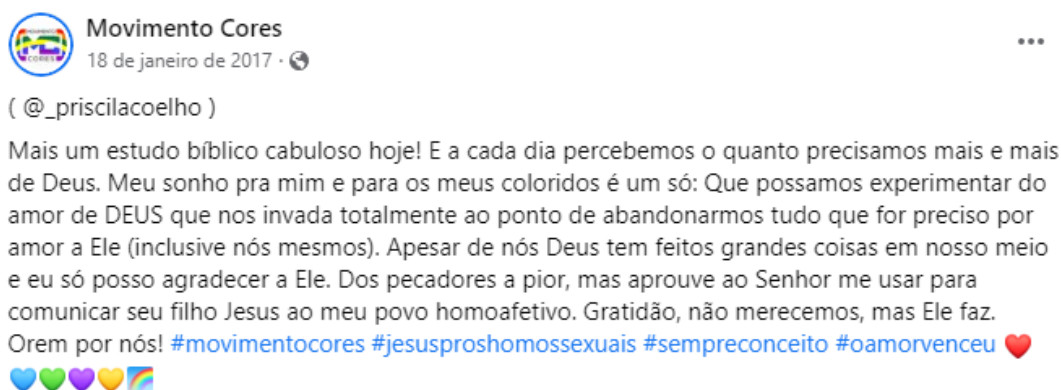 Movimento Cores
18 de janeiro de 2017 ·
( @_priscilacoelho )
Mais um estudo bíblico cabuloso hoje! E a cada dia percebemos o quanto precisamos mais e mais
de Deus. Meu sonho pra mim e para os meus coloridos é um só: Que possamos experimentar do
amor de DEUS que nos invada totalmente ao ponto de abandonarmos tudo que for preciso por
amor a Ele (inclusive nós mesmos). Apesar de nós Deus tem feitos grandes coisas em nosso meio
e eu só posso agradecer a Ele. Dos pecadores a pior, mas aprouve ao Senhor me usar para
comunicar seu filho Jesus ao meu povo homoafetivo. Gratidão, não merecemos, mas Ele faz.
Orem por nós! #movimentocores #jesusproshomossexuais #sempreconceito #oamorvenceu ❤️
💙💚💜💛🌈